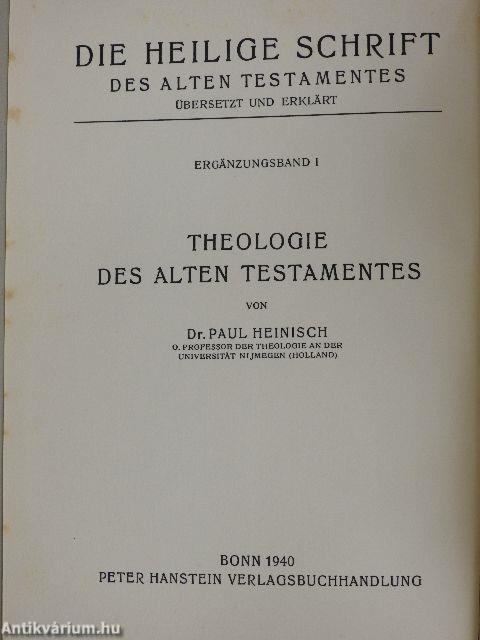 DIE HEILIGE SCHRIFT
DES ALTEN TESTAMENTES
ÜBERSETZT UND ERKLÄRT
ERGÄNZUNGSBAND I
THEOLOGIE
DES ALTEN TESTAMENTES
VON
Dr. PAUL HEINISCH
O. PROFESSOR DER THEOLOGIE AN DER
UNIVERSITÄT NIJMEGEN (HOLLAND)
BONN 1940
PETER HANSTEIN VERLAGSBUCHHANDLUNG
Antikvárium.hu